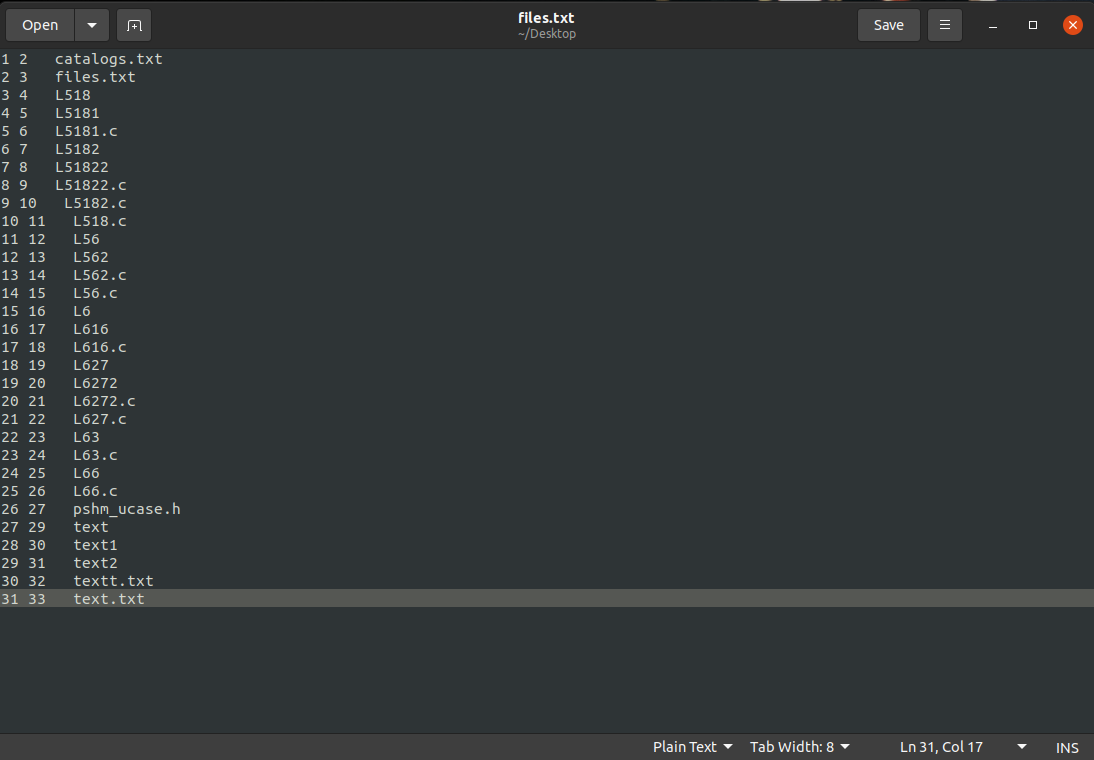 Open
files.txt
~/Desktop
Save
1 2   catalogs.txt
2 3   files.txt
3 4   L518
4 5   L5181
5 6   L5181.c
6 7   L5182
7 8   L51822
8 9   L51822.c
9 10   L5182.c
10 11   L518.c
11 12   L56
12 13   L562
13 14   L562.c
14 15   L56.c
15 16   L6
16 17   L616
17 18   L616.c
18 19   L627
19 20   L6272
20 21   L6272.c
21 22   L627.c
22 23   L63
23 24   L63.c
24 25   L66
25 26   L66.c
26 27   pshm_ucase.h
27 29   text
28 30   text1
29 31   text2
30 32   textt.txt
31 33   text.txt
Plain Text Tab Width: 8 Ln 31, Col 17 INS